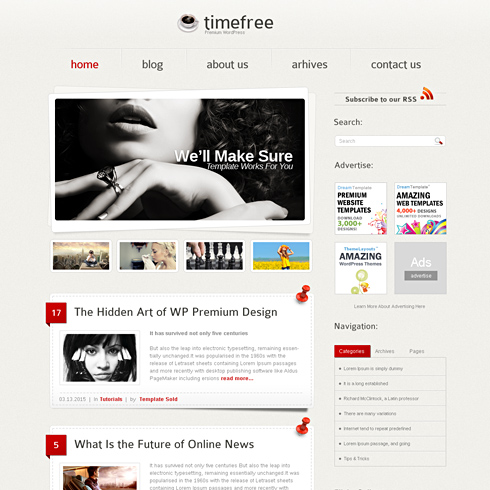 timefree
Premium WordPress
home blog about us arhives contact us
We'll Make Sure
Template Works For You
Subscribe to our RSS
Search:
Search
Advertise:
DreamTemplate
PREMIUM
WEBSITE
TEMPLATES
DOWNLOAD
3,000+
DESIGNS!
DreamTemplate
AMAZING
WEB TEMPLATES
4,000+ DESIGNS
UNLIMITED DOWNLOADS
ThemeLayouts
AMAZING
WordPress Themes
Ads
advertise
Learn More About Advertising Here
Navigation:
Categories Archives Pages
Lorem Ipsum is simply dummy
It is a long established
Richard McClintock, a Latin professor
There are many variations
Internet tend to repeat predefined
Lorem Ipsum passage, and going
Tips & Tricks
17 The Hidden Art of WP Premium Design
It has survived not only five centuries
But also the leap into electronic typesetting, remaining essen-
tially unchanged It was popularised in the 1960s with the
release of Letraset sheets containing Lorem Ipsum passages
and more recently with desktop publishing software like Aldus
PageMaker including ersions read more...
03.13.2015 | in Tutorials | by Template Sold
5 What Is the Future of Online News
It has survived not only five centuries But also the leap into
electronic typesetting, remaining essentially unchanged It was
popularised in the 1960s with the release of Letraset sheets
containing Lorem Ipsum passages and more recently with